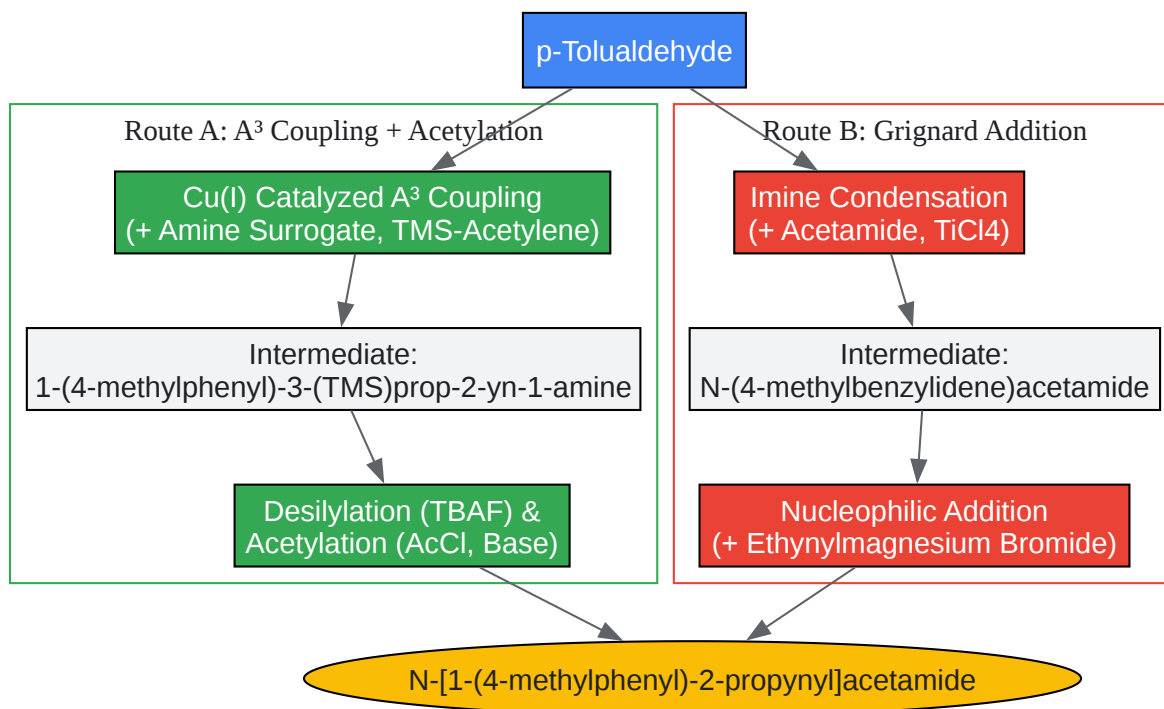 p-Tolualdehyde
Route A: A³ Coupling + Acetylation
Route B: Grignard Addition
Cu(I) Catalyzed A³ Coupling
(+ Amine Surrogate, TMS-Acetylene)
Imine Condensation
(+ Acetamide, TiCl4)
Intermediate:
1-(4-methylphenyl)-3-(TMS)prop-2-yn-1-amine
Intermediate:
N-(4-methylbenzylidene)acetamide
Desilylation (TBAF) &
Acetylation (AcCl, Base)
Nucleophilic Addition
(+ Ethynylmagnesium Bromide)
N-[1-(4-methylphenyl)-2-propynyl]acetamide